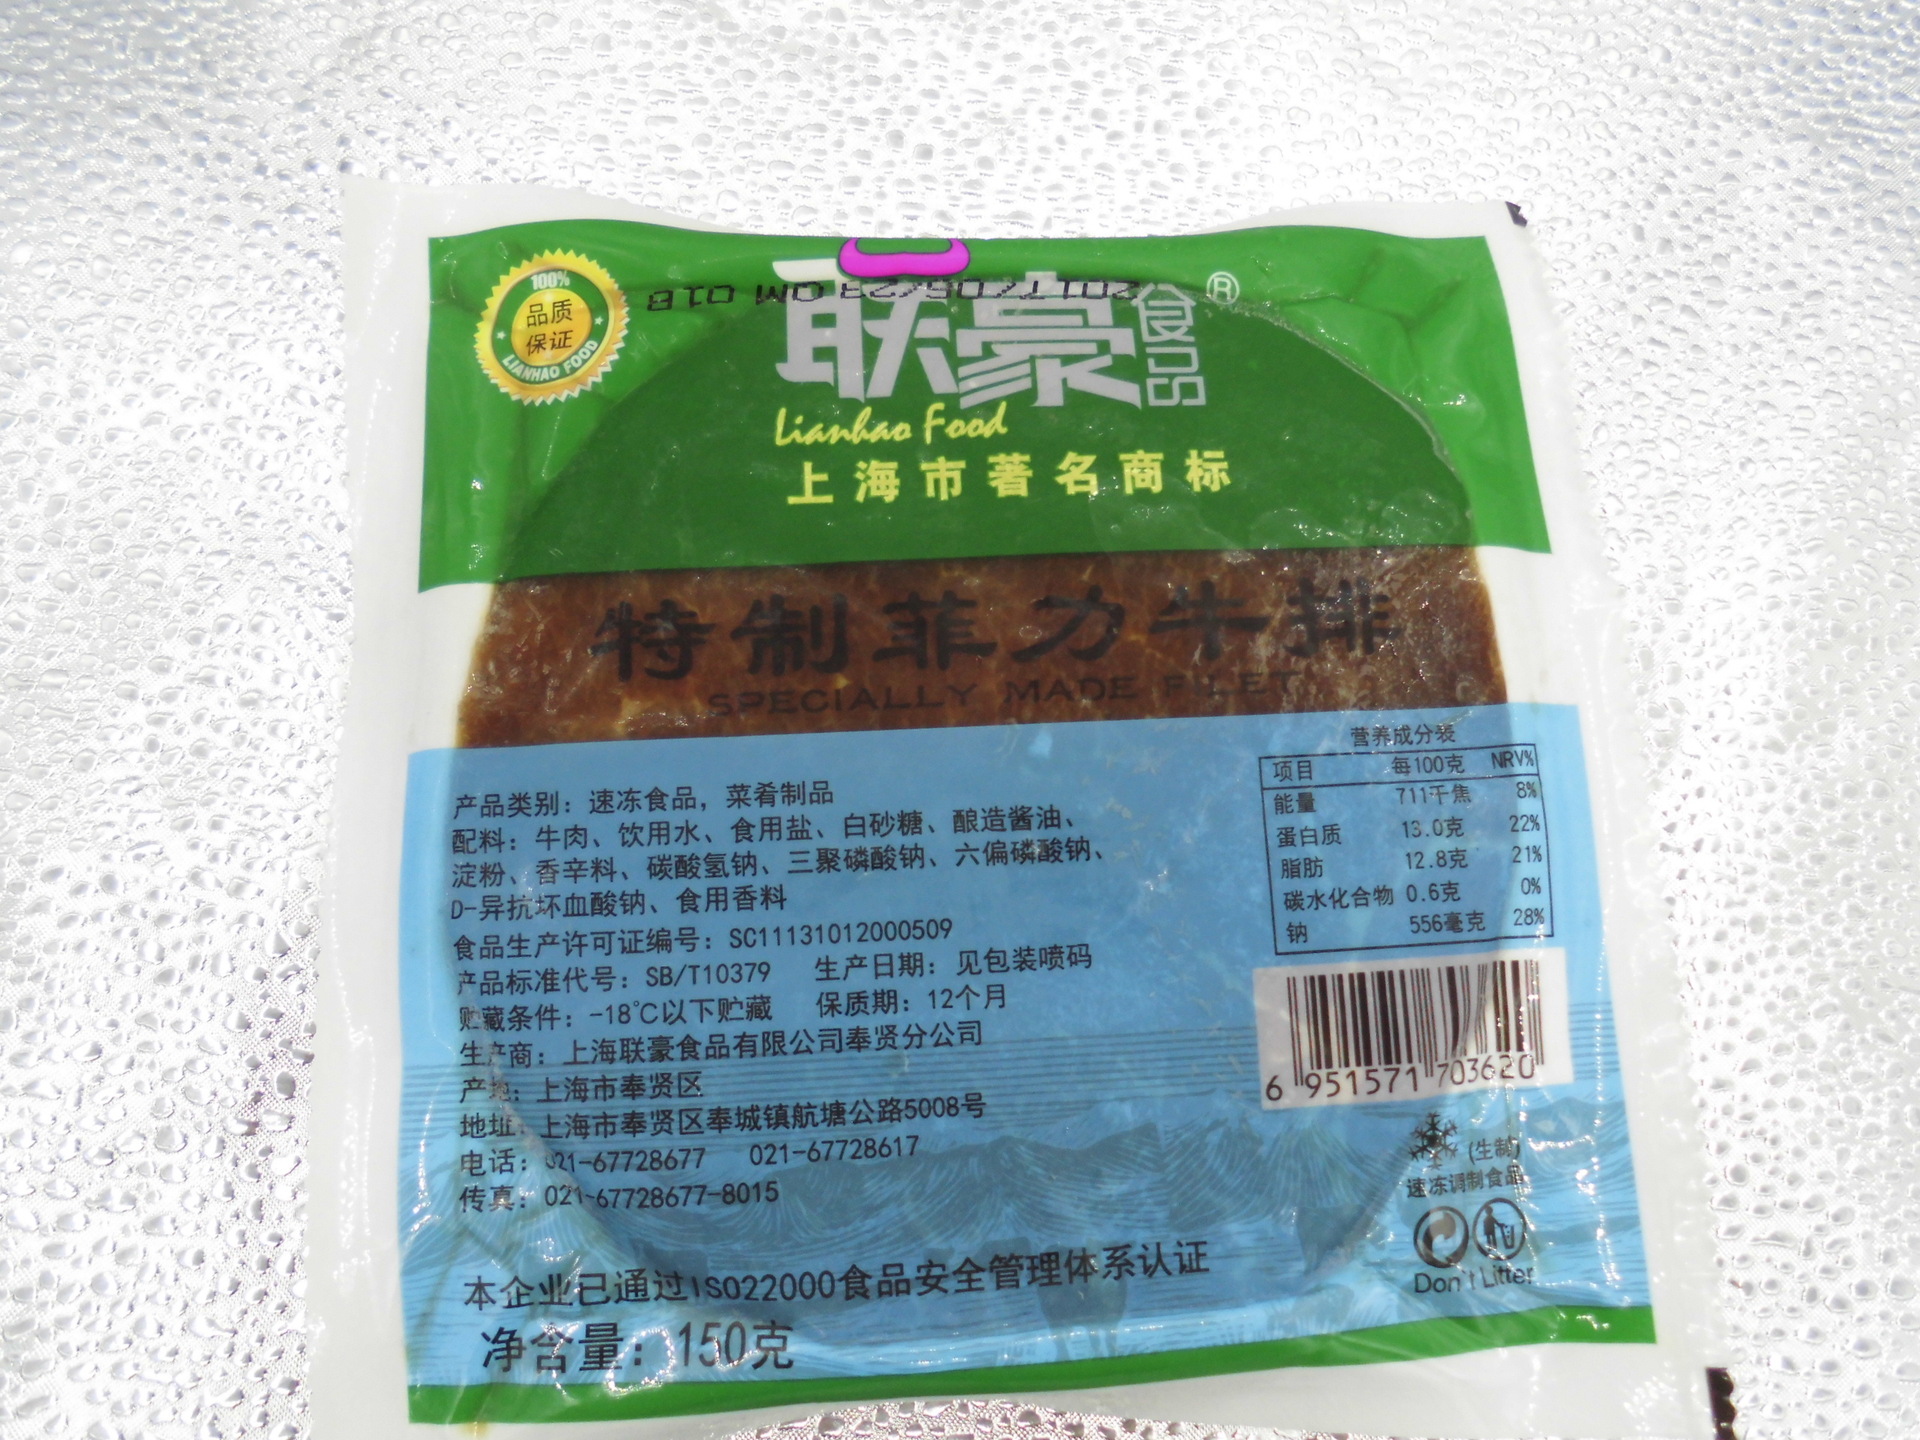 100%
品质
保证
LIANHAO FOOD
2017/05/23 OM 01B
联豪食品®
Lianhao Food
上海市著名商标
特制菲力牛排
SPECIALLY MADE FILET
产品类别：速冻食品，菜肴制品
配料：牛肉、饮用水、食用盐、白砂糖、酿造酱油、
淀粉、香辛料、碳酸氢钠、三聚磷酸钠、六偏磷酸钠、
D-异抗坏血酸钠、食用香料
食品生产许可证编号：SC11131012000509
产品标准代号：SB/T10379 生产日期：见包装喷码
贮藏条件：-18℃以下贮藏 保质期：12个月
生产商：上海联豪食品有限公司奉贤分公司
产地：上海市奉贤区
地址：上海市奉贤区奉城镇航塘公路5008号
电话：021-67728677 021-67728617
传真：021-67728677-8015
本企业已通过ISO22000食品安全管理体系认证
净含量：150克
营养成分表
项目 每100克 NRV%
能量 711千焦 8%
蛋白质 13.0克 22%
脂肪 12.8克 21%
碳水化合物 0.6克 0%
钠 556毫克 28%
6 951571 703620
(生制)
速冻调制食品
Don't Litter